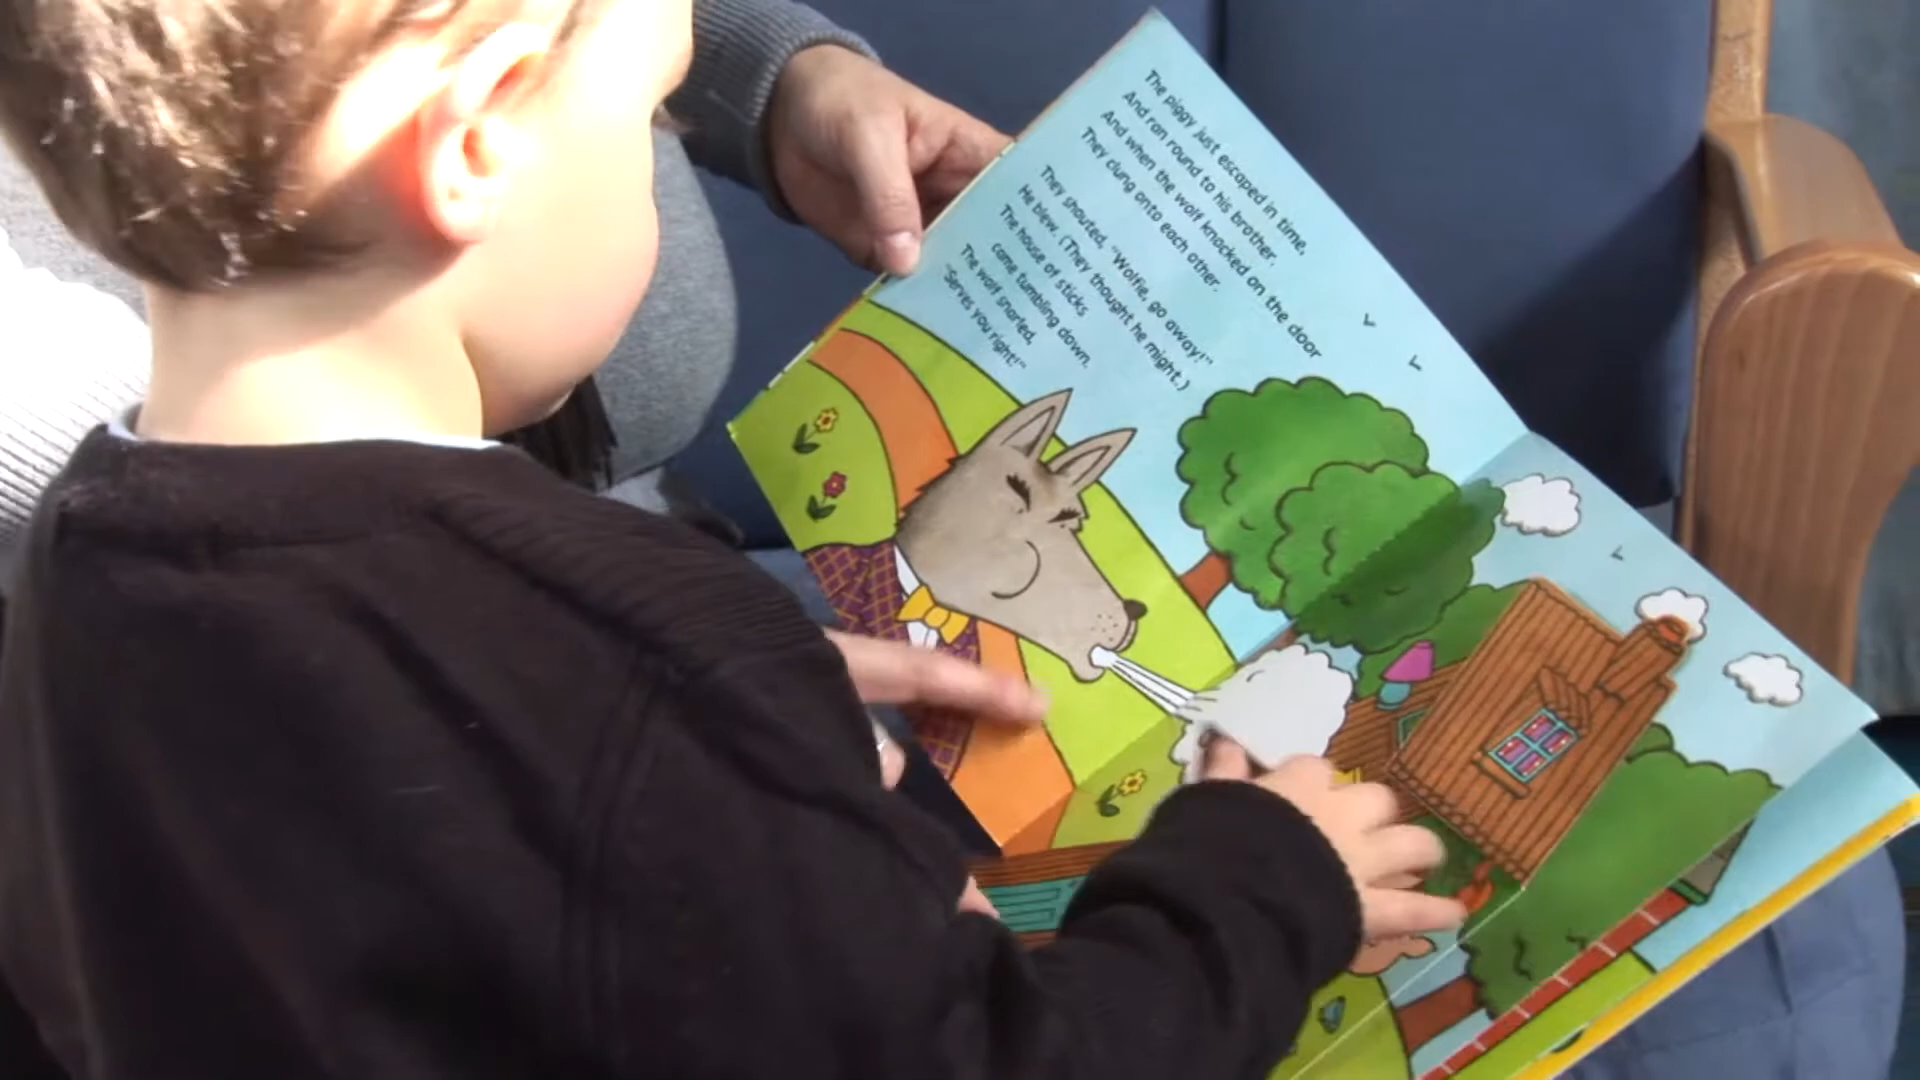 The piggy just escaped in time,
And ran round to his brother.
And when the wolf knocked on the door
They clung onto each other.
They shouted, "Wolfie, go away!"
He blew. (They thought he might.)
The house of sticks
came tumbling down.
The wolf snarled,
"Serves you right!"